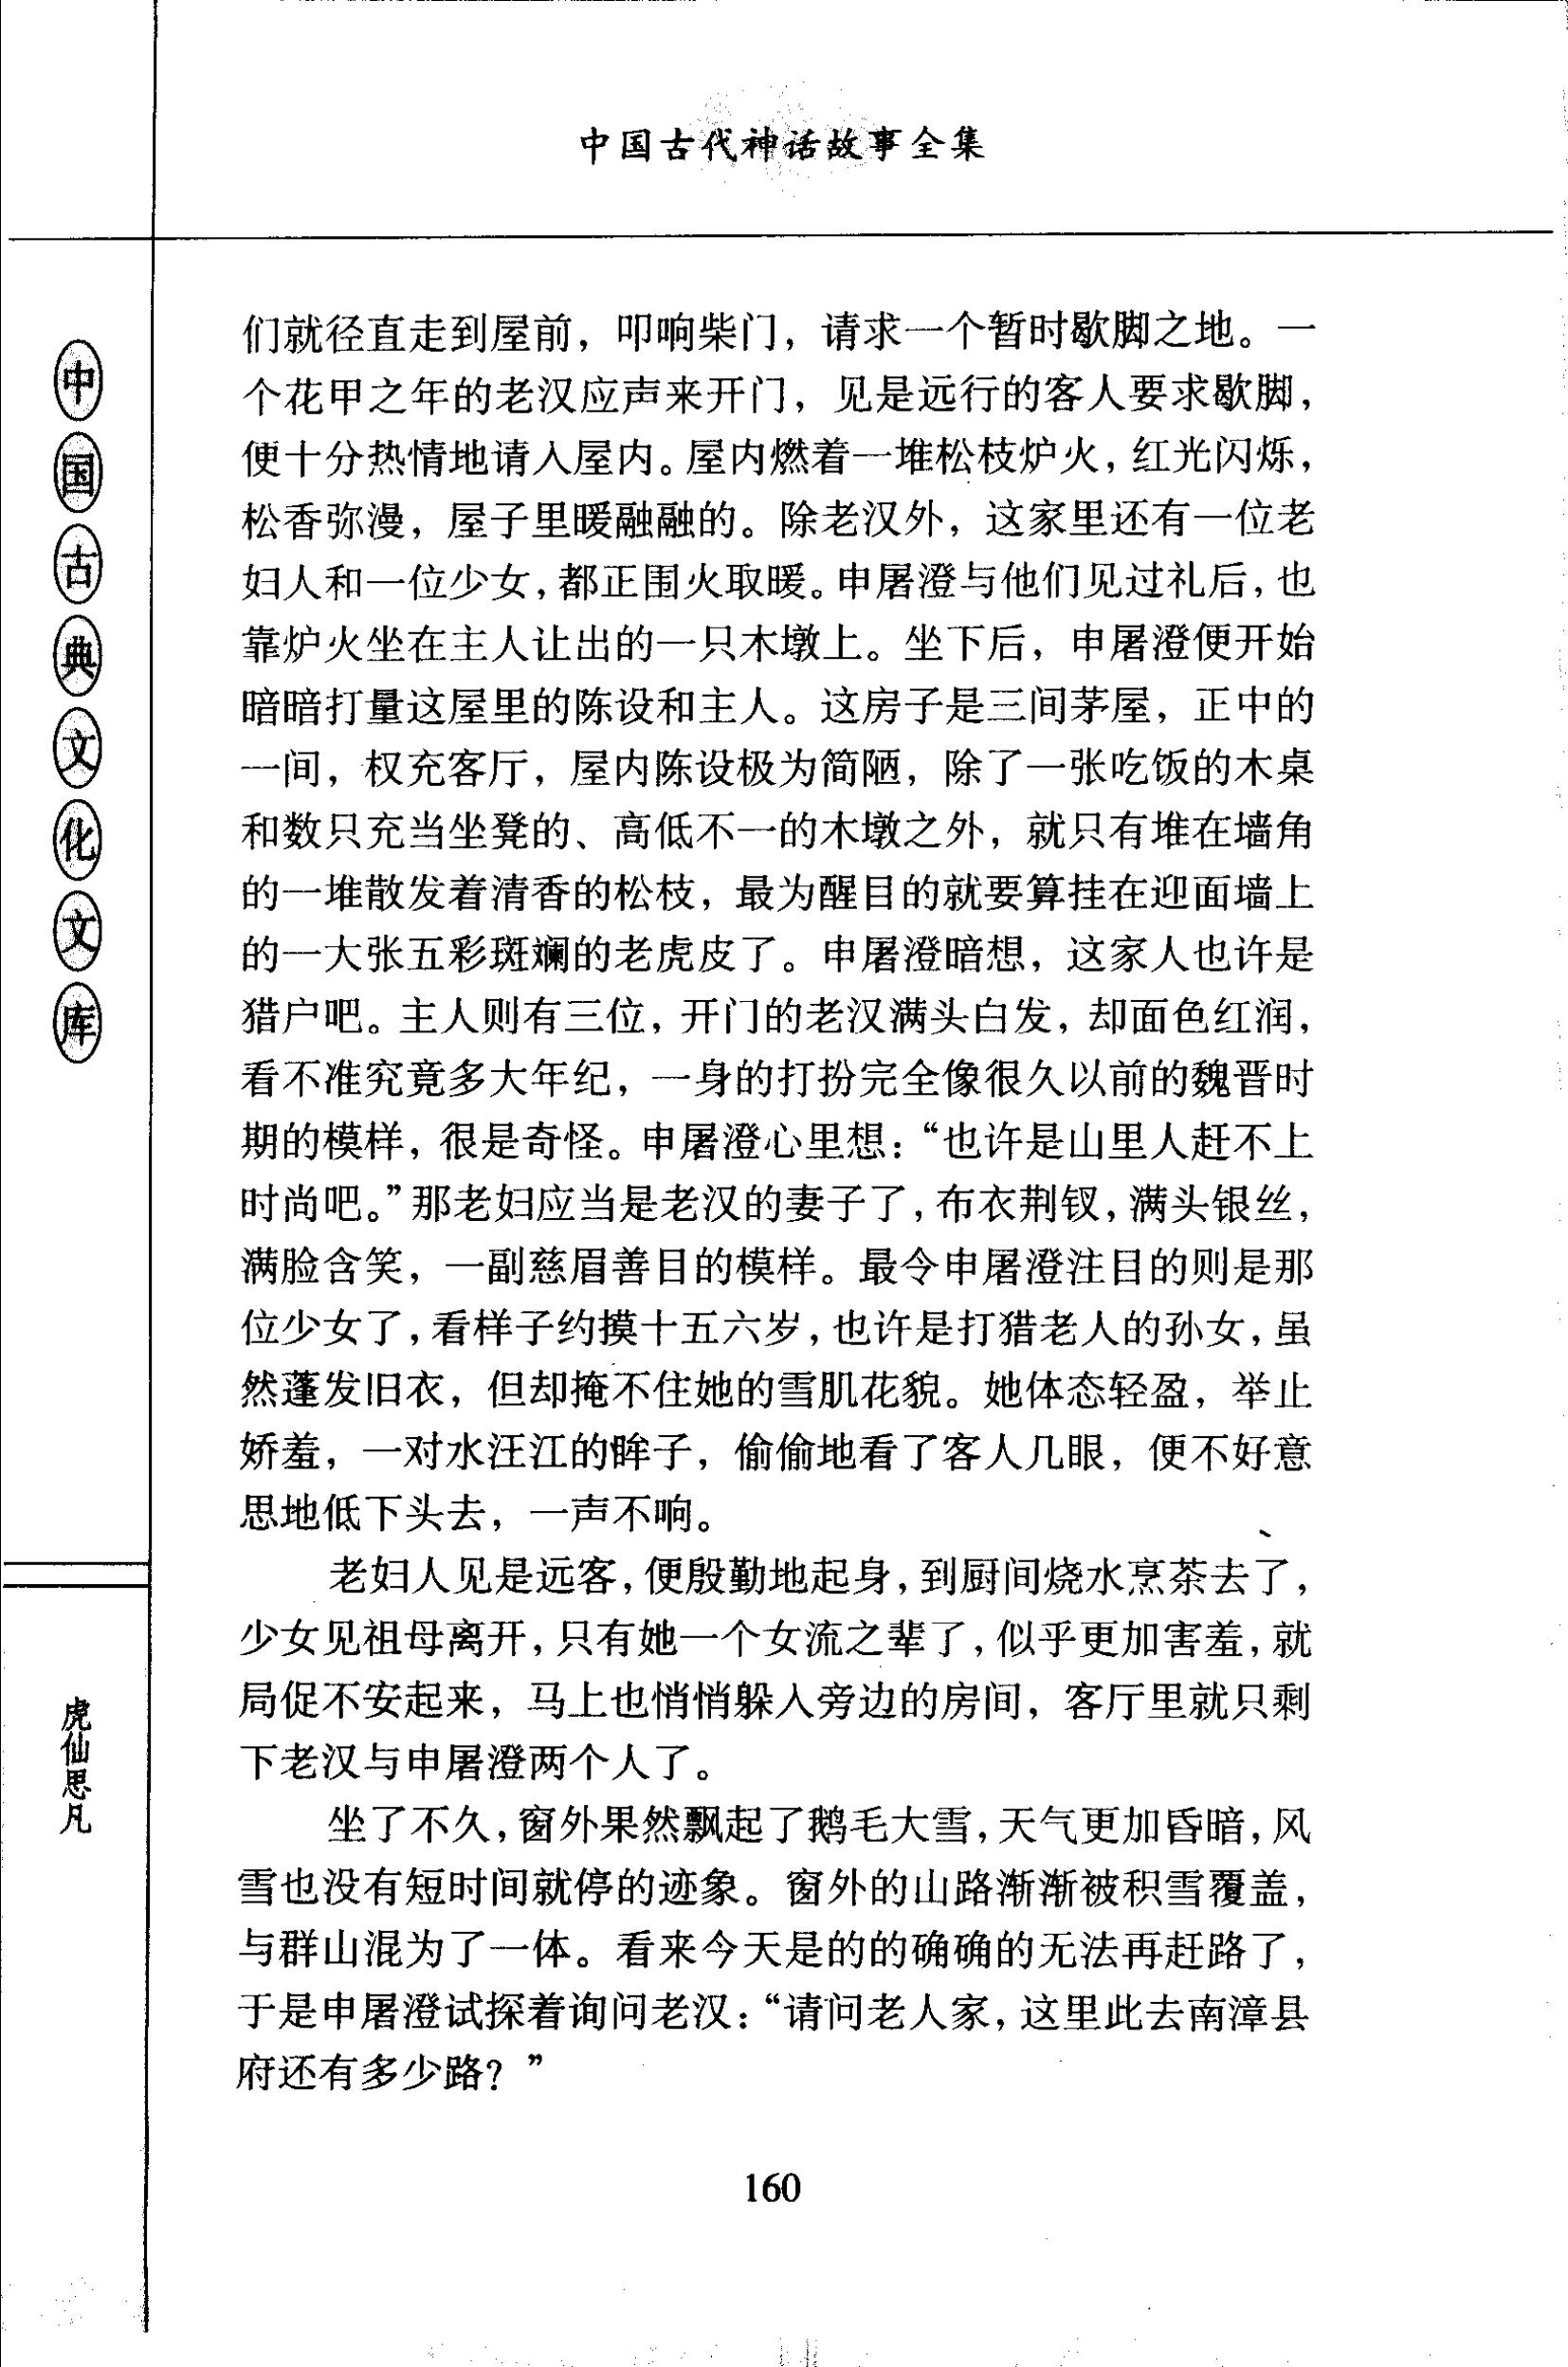 中国古代神话故事全集
中国古典文化文库
虎仙思凡
们就径直走到屋前，叩响柴门，请求一个暂时歇脚之地。一
个花甲之年的老汉应声来开门，见是远行的客人要求歇脚，
便十分热情地请入屋内。屋内燃着一堆松枝炉火，红光闪烁，
松香弥漫，屋子里暖融融的。除老汉外，这家里还有一位老
妇人和一位少女，都正围火取暖。申屠澄与他们见过礼后，也
靠炉火坐在主人让出的一只木墩上。坐下后，申屠澄便开始
暗暗打量这屋里的陈设和主人。这房子是三间茅屋，正中的
一间，权充客厅，屋内陈设极为简陋，除了一张吃饭的木桌
和数只充当坐凳的、高低不一的木墩之外，就只有堆在墙角
的一堆散发着清香的松枝，最为醒目的就要算挂在迎面墙上
的一大张五彩斑斓的老虎皮了。申屠澄暗想，这家人也许是
猎户吧。主人则有三位，开门的老汉满头白发，却面色红润，
看不准究竟多大年纪，一身的打扮完全像很久以前的魏晋时
期的模样，很是奇怪。申屠澄心里想：“也许是山里人赶不上
时尚吧。”那老妇应当是老汉的妻子了，布衣荆钗，满头银丝，
满脸含笑，一副慈眉善目的模样。最令申屠澄注目的则是那
位少女了，看样子约摸十五六岁，也许是打猎老人的孙女，虽
然蓬发旧衣，但却掩不住她的雪肌花貌。她体态轻盈，举止
娇羞，一对水汪江的眸子，偷偷地看了客人几眼，便不好意
思地低下头去，一声不响。
老妇人见是远客，便殷勤地起身，到厨间烧水烹茶去了，
少女见祖母离开，只有她一个女流之辈了，似乎更加害羞，就
局促不安起来，马上也悄悄躲入旁边的房间，客厅里就只剩
下老汉与申屠澄两个人了。
坐了不久，窗外果然飘起了鹅毛大雪，天气更加昏暗，风
雪也没有短时间就停的迹象。窗外的山路渐渐被积雪覆盖，
与群山混为了一体。看来今天是的的确确的无法再赶路了，
于是申屠澄试探着询问老汉：“请问老人家，这里此去南漳县
府还有多少路？”
160